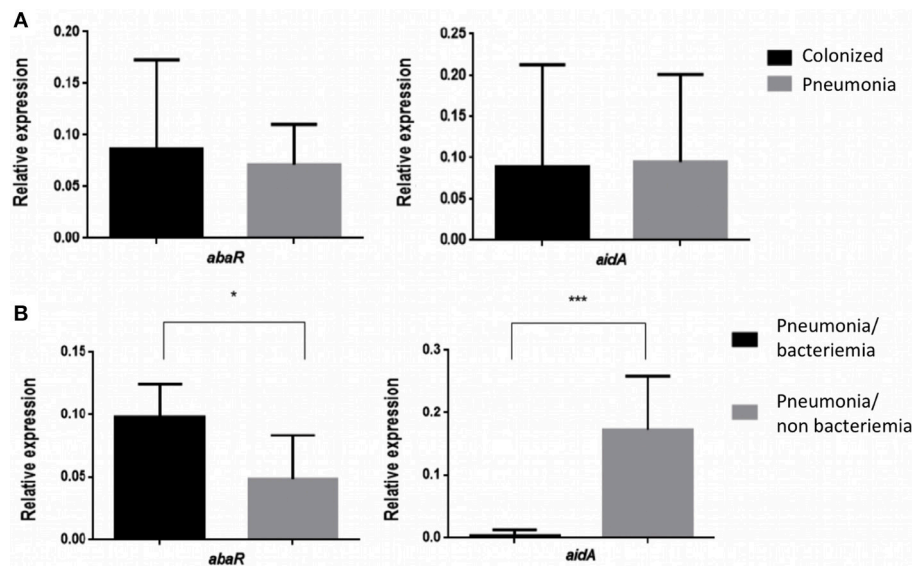 A
Relative expression
0.20
0.15
0.10
0.05
0.00
abaR
Relative expression
0.25
0.20
0.15
0.10
0.05
0.00
aidA
Colonized
Pneumonia
B
*
Relative expression
0.15
0.10
0.05
0.00
abaR
***
Relative expression
0.3
0.2
0.1
0.0
aidA
Pneumonia/
bacteriemia
Pneumonia/
non bacteriemia